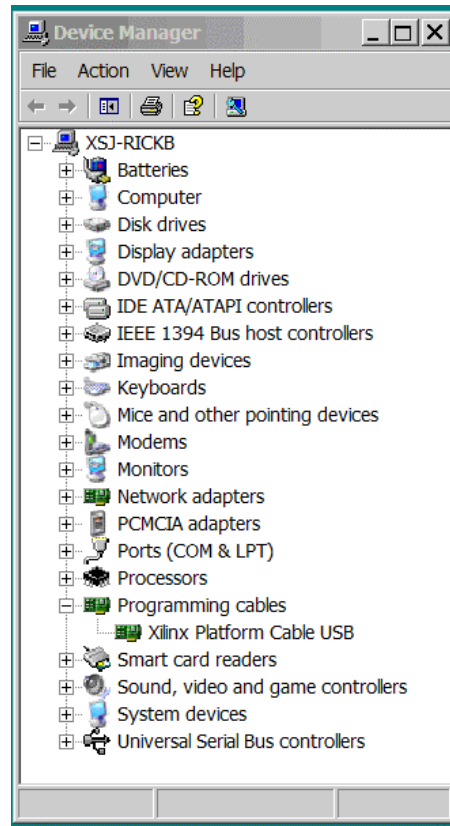 Device Manager
File Action View Help
XSJ-RICKB
Batteries
Computer
Disk drives
Display adapters
DVD/CD-ROM drives
IDE ATA/ATAPI controllers
IEEE 1394 Bus host controllers
Imaging devices
Keyboards
Mice and other pointing devices
Modems
Monitors
Network adapters
PCMCIA adapters
Ports (COM & LPT)
Processors
Programming cables
Xilinx Platform Cable USB
Smart card readers
Sound, video and game controllers
System devices
Universal Serial Bus controllers